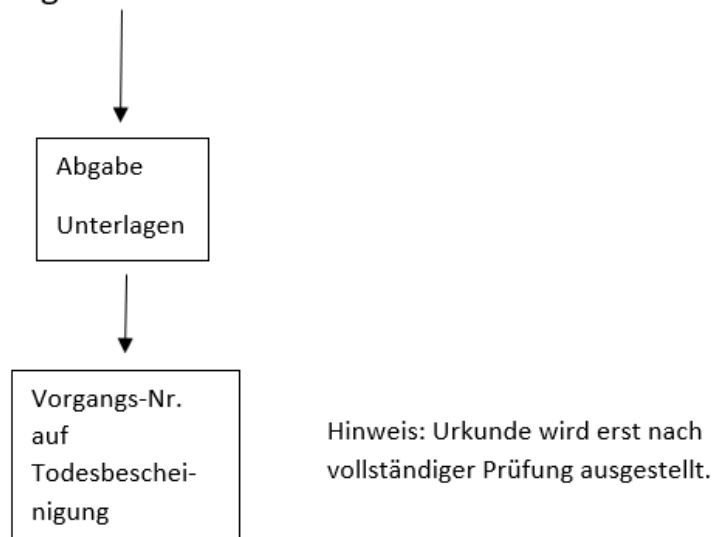 Abgabe
Unterlagen
Vorgangs-Nr.
auf
Todesbeschei-
nigung
Hinweis: Urkunde wird erst nach
vollständiger Prüfung ausgestellt.